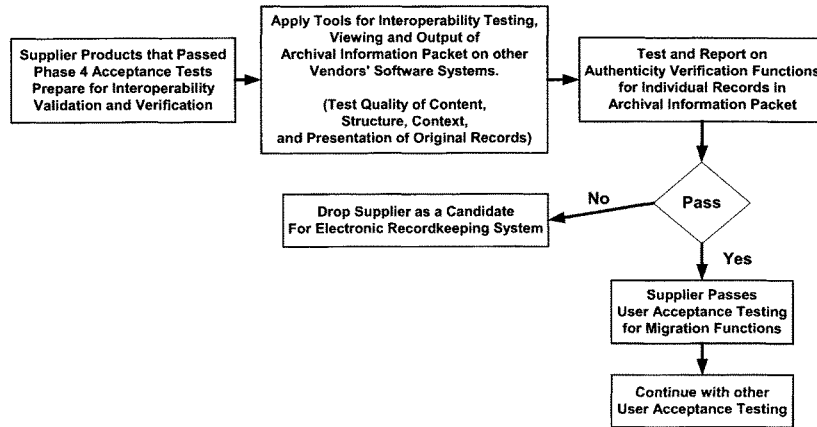 Supplier Products that Passed
Phase 4 Acceptance Tests
Prepare for Interoperability
Validation and Verification
Apply Tools for Interoperability Testing,
Viewing and Output of
Archival Information Packet on other
Vendors' Software Systems.
(Test Quality of Content,
Structure, Context,
and Presentation of Original Records)
Test and Report on
Authenticity Verification Functions
for Individual Records in
Archival Information Packet
Pass
No
Drop Supplier as a Candidate
For Electronic Recordkeeping System
Yes
Supplier Passes
User Acceptance Testing
for Migration Functions
Continue with other
User Acceptance Testing